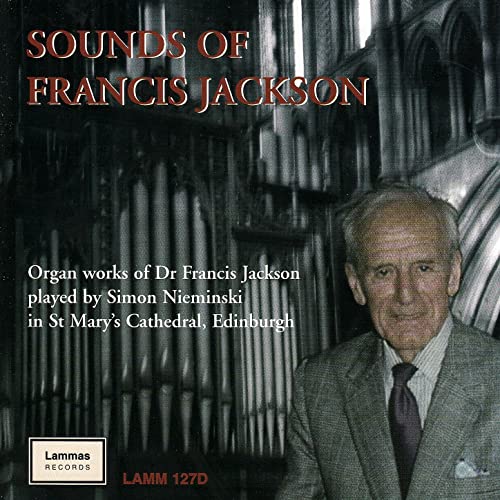 SOUNDS OF
FRANCIS JACKSON
Organ works of Dr Francis Jackson
played by Simon Nieminski
in St Mary's Cathedral, Edinburgh
Lammas
RECORDS
LAMM 127D